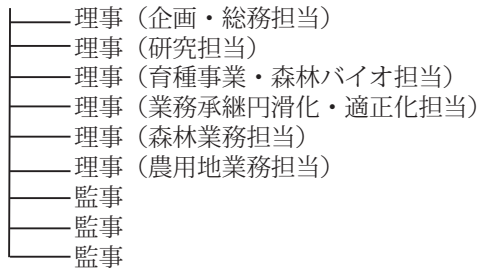 理事（企画・総務担当）
理事（研究担当）
理事（育種事業・森林バイオ担当）
理事（業務承継円滑化・適正化担当）
理事（森林業務担当）
理事（農用地業務担当）
監事
監事
監事